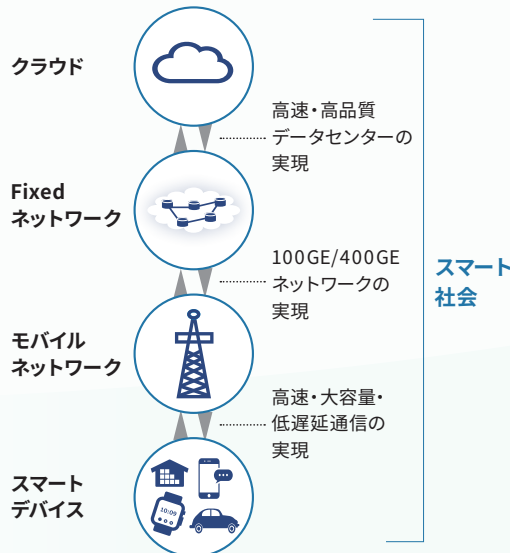 クラウド
高速・高品質
データセンターの
実現
Fixed
ネットワーク
100GE/400GE
ネットワークの
実現
スマート
社会
モバイル
ネットワーク
高速・大容量・
低遅延通信の
実現
スマート
デバイス
10:09